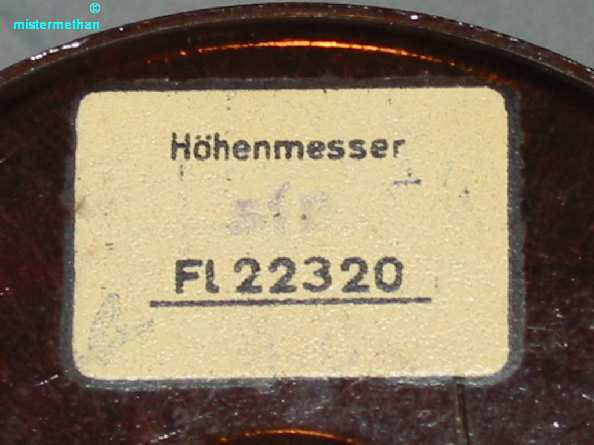 © 
mistermethan
Höhenmesser
Fl 22320